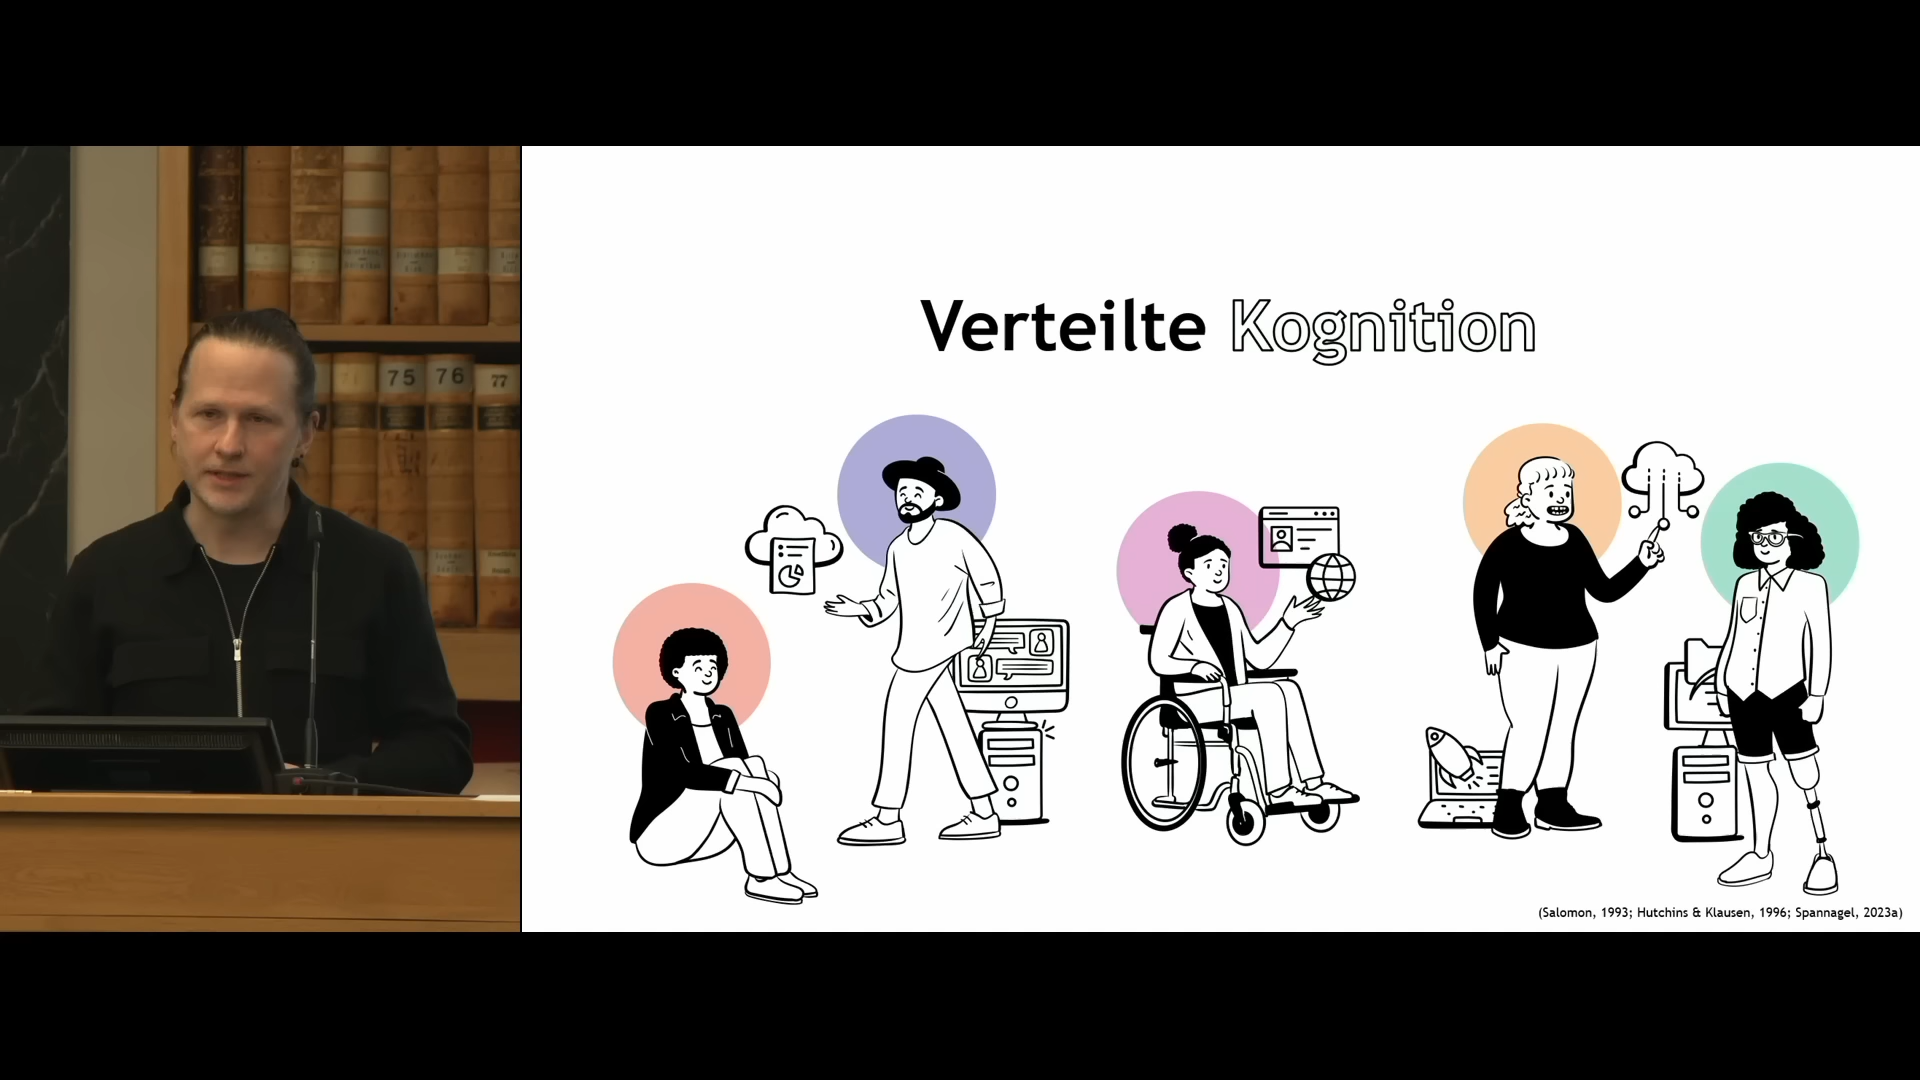 Verteilte Kognition
75 76 77
(Salomon, 1993; Hutchins & Klausen, 1996; Spannagel, 2023a)